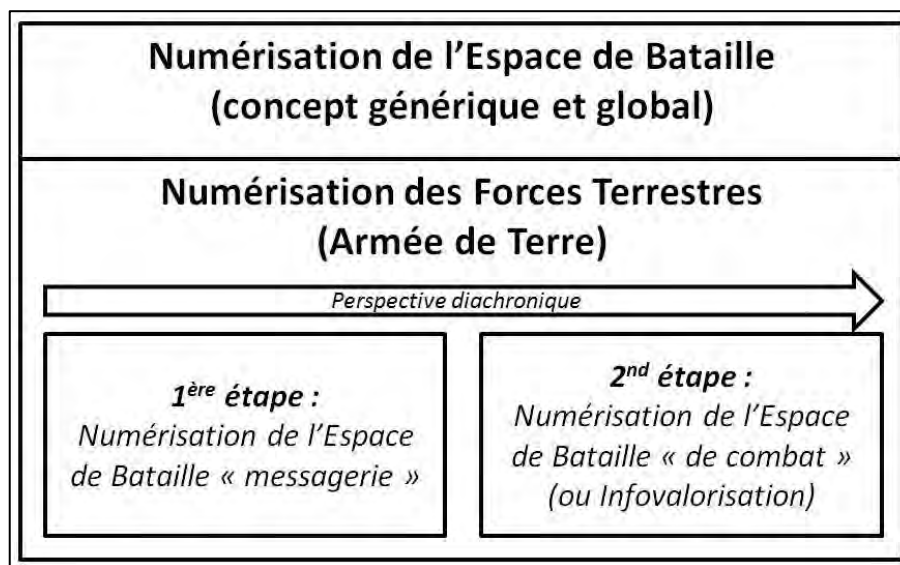 Numérisation de l’Espace de Bataille
(concept générique et global)
Numérisation des Forces Terrestres
(Armée de Terre)
Perspective diachronique
1ère étape :
Numérisation de l’Espace
de Bataille « messagerie »
2nd étape :
Numérisation de l’Espace
de Bataille « de combat »
(ou Infovalorisation)